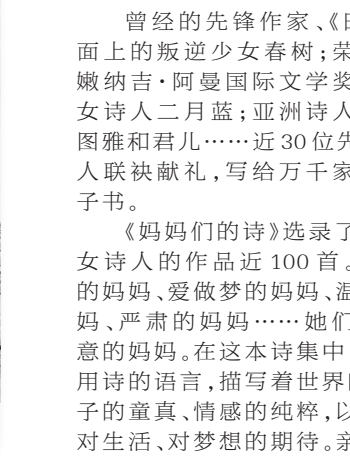 曾经的先锋作家、《
面上的叛逆少女春树；荣
嫩纳吉·阿曼国际文学奖
女诗人二月蓝；亚洲诗人
图雅和君儿……近30位先
人联袂献礼，写给万千家
子书。
《妈妈们的诗》选录了
女诗人的作品近100首。
的妈妈、爱做梦的妈妈、温
妈、严肃的妈妈……她们
意的妈妈。在这本诗集中
用诗的语言，描写着世界
子的童真、情感的纯粹，以
对生活、对梦想的期待。亲